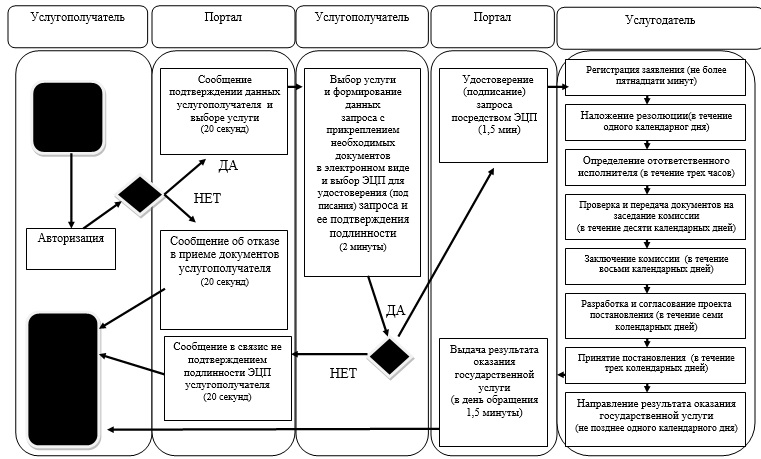 Услугополучатель
Портал
Услугополучатель
Портал
Услугодатель
Авторизация
Сообщение
подтверждении данных
услугополучателя и
выборе услуги
(20 секунд)
ДА
НЕТ
Сообщение об отказе
в приеме документов
услугополучателя
(20 секунд)
Сообщение в связис не
подтверждением
подлинности ЭЦП
услугополучателя
(20 секунд)
Выбор услуги
и формирование
данных
запроса с
прикреплением
необходимых
документов
в электронном виде
и выбор ЭЦП для
удостоверения (под
писания) запроса и
ее подтверждения
подлинности
(2 минуты)
ДА
НЕТ
Удостоверение
(подписание)
запроса
посредством ЭЦП
(1,5 мин)
Выдача результата
оказания
государственной
услуги
(в день обращения
1,5 минуты)
Регистрация заявления (не более
пятнадцати минут)
Наложение резолюции(в течение
одного календарног дня)
Определение ототвественного
исполнителя (в течение трех часов)
Проверка и передача документов на
заседание комиссии
(в течение десяти календарных дней)
Заключение комиссии (в течение
восьми календарных дней)
Разработка и согласование проекта
постановления (в течение семи
колендарных дней)
Принятие постановления (в течение
трех колендарных дней)
Направление результата оказания
государственной услуги
(не позднее одного календарного дня)